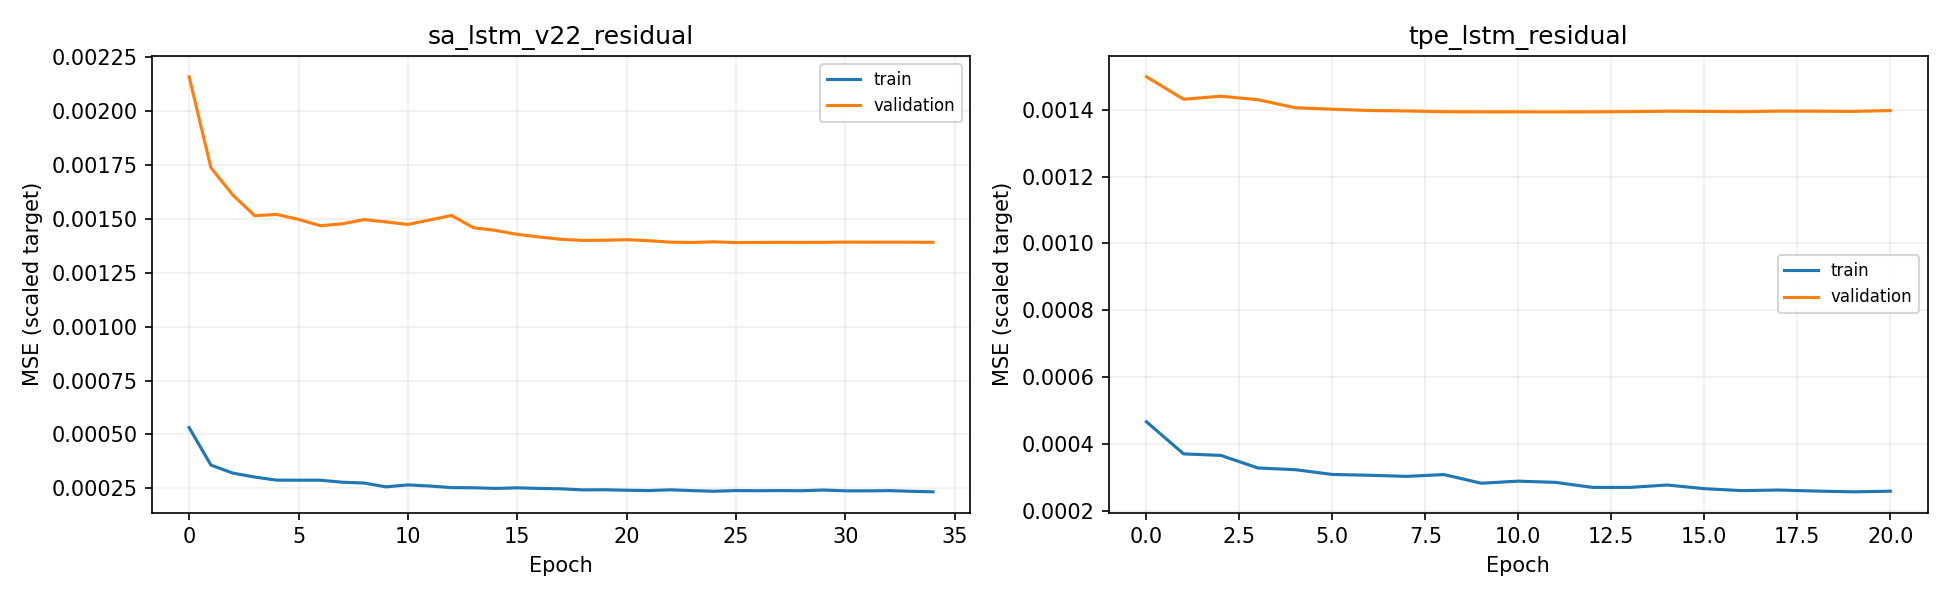 sa_lstm_v22_residual
MSE (scaled target)
0.00225
0.00200
0.00175
0.00150
0.00125
0.00100
0.00075
0.00050
0.00025
0 5 10 15 20 25 30 35
Epoch
train
validation
tpe_lstm_residual
MSE (scaled target)
0.0014
0.0012
0.0010
0.0008
0.0006
0.0004
0.0002
0.0 2.5 5.0 7.5 10.0 12.5 15.0 17.5 20.0
Epoch
train
validation